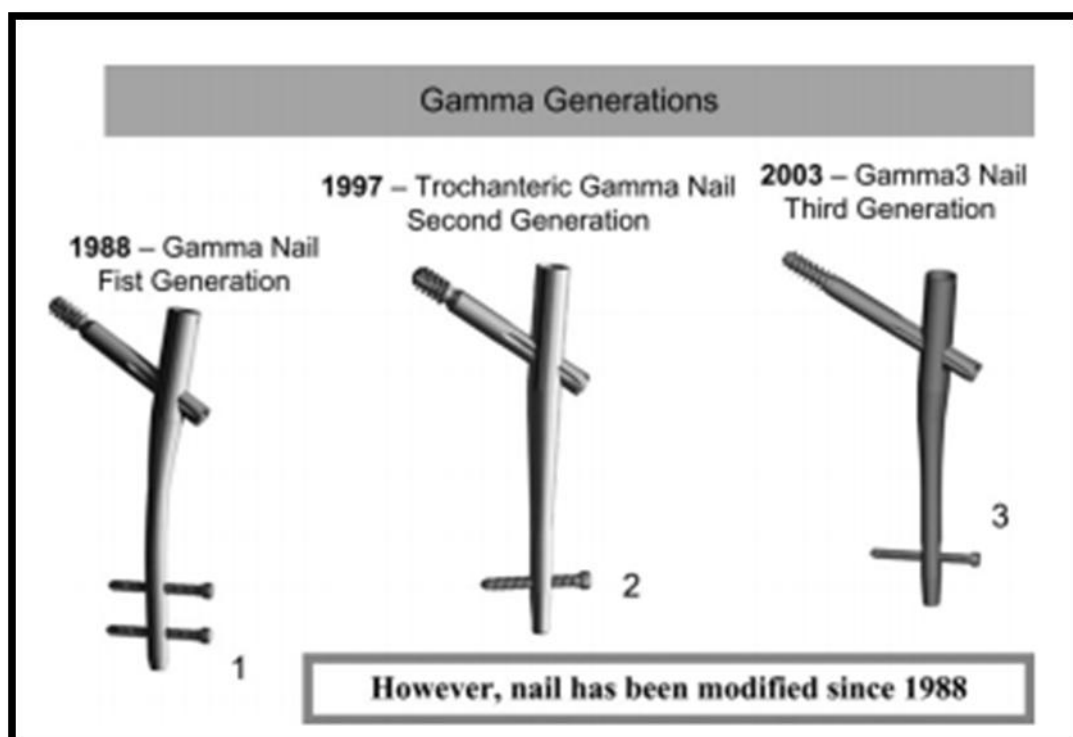 Gamma Generations
1988 – Gamma Nail
Fist Generation
1
1997 – Trochanteric Gamma Nail
Second Generation
2
2003 – Gamma3 Nail
Third Generation
3
However, nail has been modified since 1988